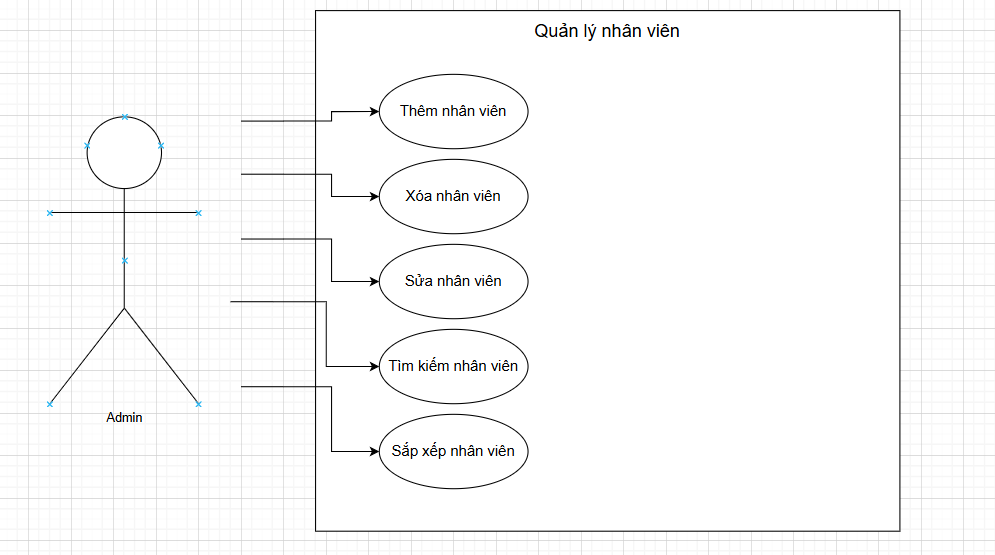 Quản lý nhân viên
Thêm nhân viên
Xóa nhân viên
Sửa nhân viên
Tìm kiếm nhân viên
Sắp xếp nhân viên
Admin